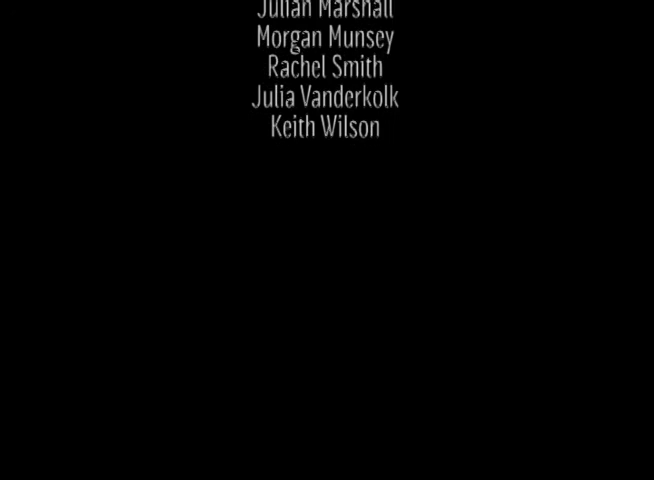 Julian Marshall
Morgan Munsey
Rachel Smith
Julia Vanderkolk
Keith Wilson